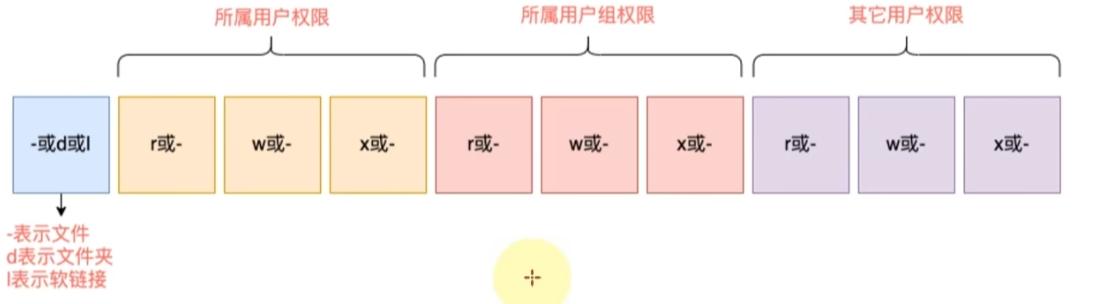 所属用户权限
所属用户组权限
其它用户权限
-或d或l
r或-
w或-
x或-
r或-
w或-
x或-
r或-
w或-
x或-
-表示文件
d表示文件夹
l表示软链接